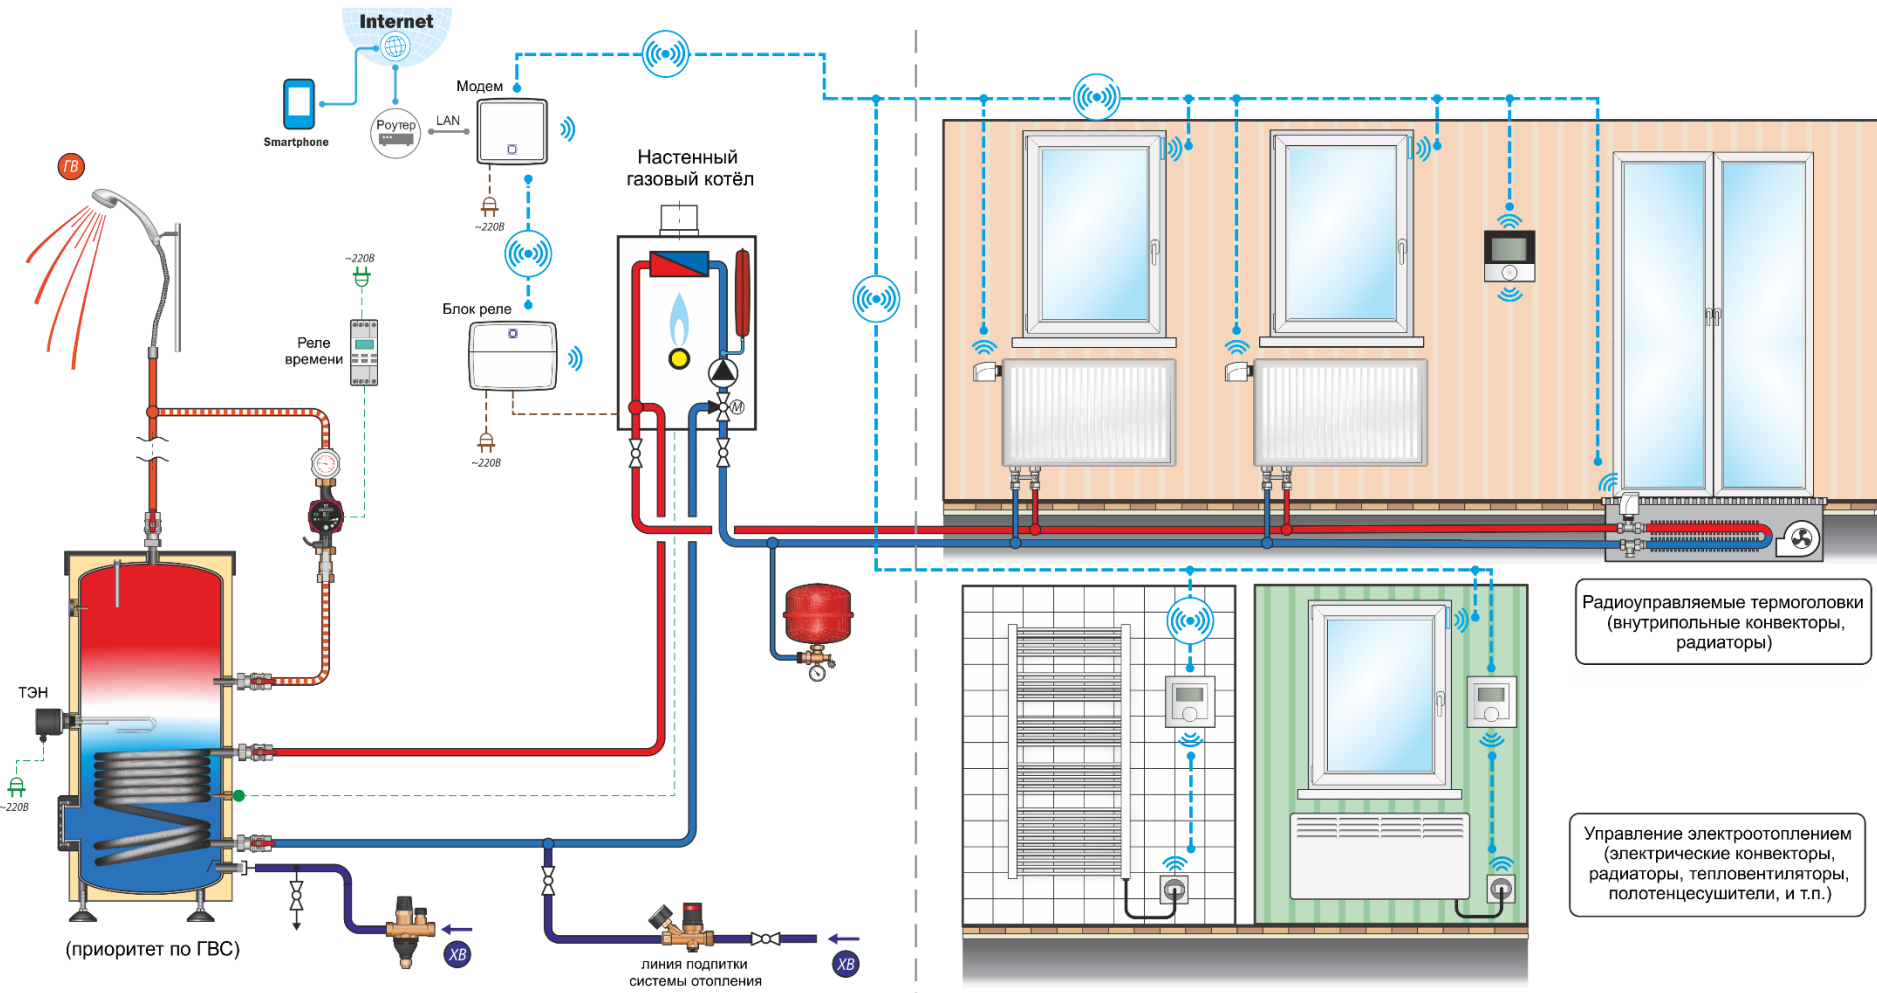 Internet
Smartphone
Роутер
LAN
Модем
~220В
ГВ
Настенный
газовый котёл
~220В
Реле
времени
Блок реле
~220В
M
ТЭН
~220В
(приоритет по ГВС)
ХВ
линия подпитки
системы отопления
ХВ
Радиоуправляемые термоголовки
(внутрипольные конвекторы,
радиаторы)
Управление электроотоплением
(электрические конвекторы,
радиаторы, тепловентиляторы,
полотенцесушители, и т.п.)